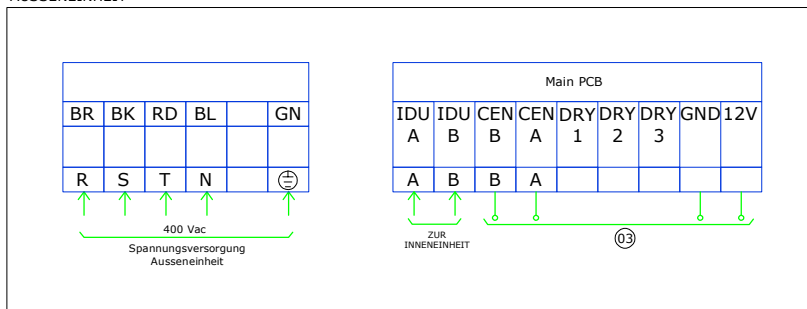 AUSSENEINHEIT
BR BK RD BL GN
R S T N
400 Vac
Spannungsversorgung
Ausseneinheit
Main PCB
IDU IDU CEN CEN DRY DRY DRY GND 12V
A B B A 1 2 3
A B B A
ZUR
INNENEINHEIT
03